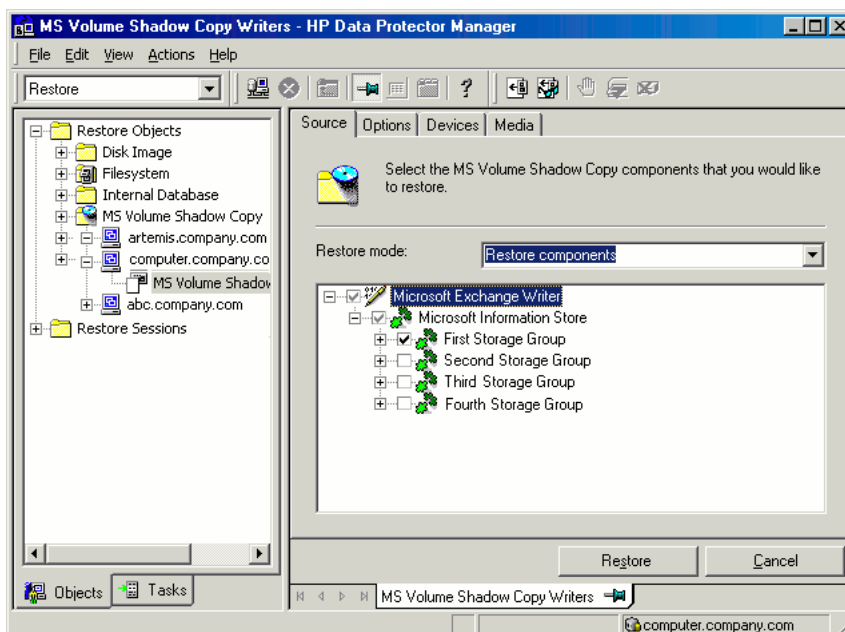 MS Volume Shadow Copy Writers - HP Data Protector Manager
File Edit View Actions Help
Restore
?
Restore Objects
Disk Image
Filesystem
Internal Database
MS Volume Shadow Copy
artemis.company.com
computer.company.co
MS Volume Shadov
abc.company.com
Restore Sessions
Objects Tasks
Source Options Devices Media
Select the MS Volume Shadow Copy components that you would like
to restore.
Restore mode: Restore components
Microsoft Exchange Writer
Microsoft Information Store
First Storage Group
Second Storage Group
Third Storage Group
Fourth Storage Group
Restore Cancel
MS Volume Shadow Copy Writers
computer.company.com